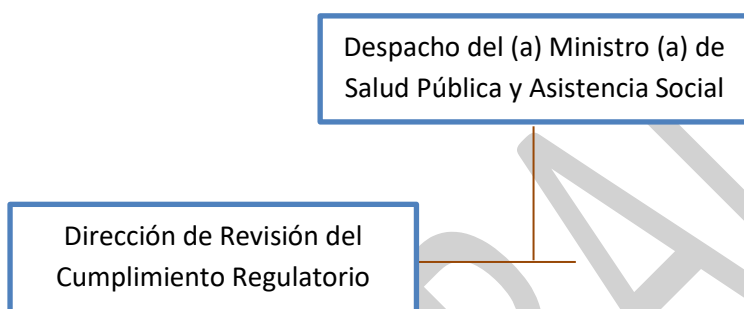 Despacho del (a) Ministro (a) de
Salud Pública y Asistencia Social
Dirección de Revisión del
Cumplimiento Regulatorio